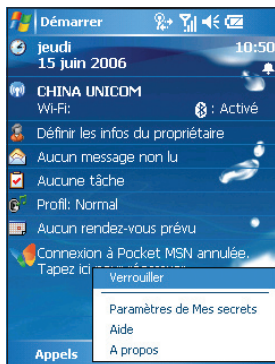 Démarrer
jeudi 10:50
15 juin 2006
CHINA UNICOM
Wi-Fi: : Activé
Définir les infos du propriétaire
Aucun message non lu
Aucune tâche
Profil: Normal
Aucun rendez-vous prévu
Connexion à Pocket MSN annulée.
Tapez ici
Verrouiller
Paramètres de Mes secrets
Aide
A propos
Appels